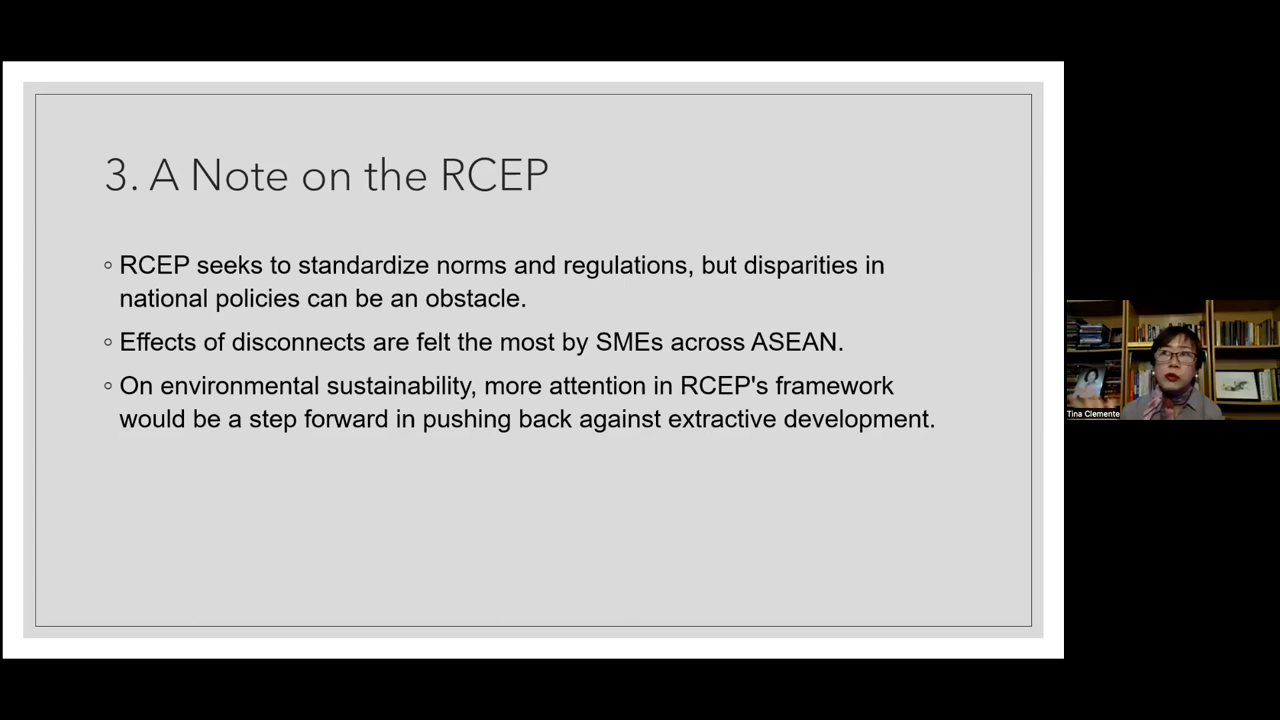 3. A Note on the RCEP
◦ RCEP seeks to standardize norms and regulations, but disparities in
national policies can be an obstacle.
◦ Effects of disconnects are felt the most by SMEs across ASEAN.
◦ On environmental sustainability, more attention in RCEP's framework
would be a step forward in pushing back against extractive development.
Tina Clemente